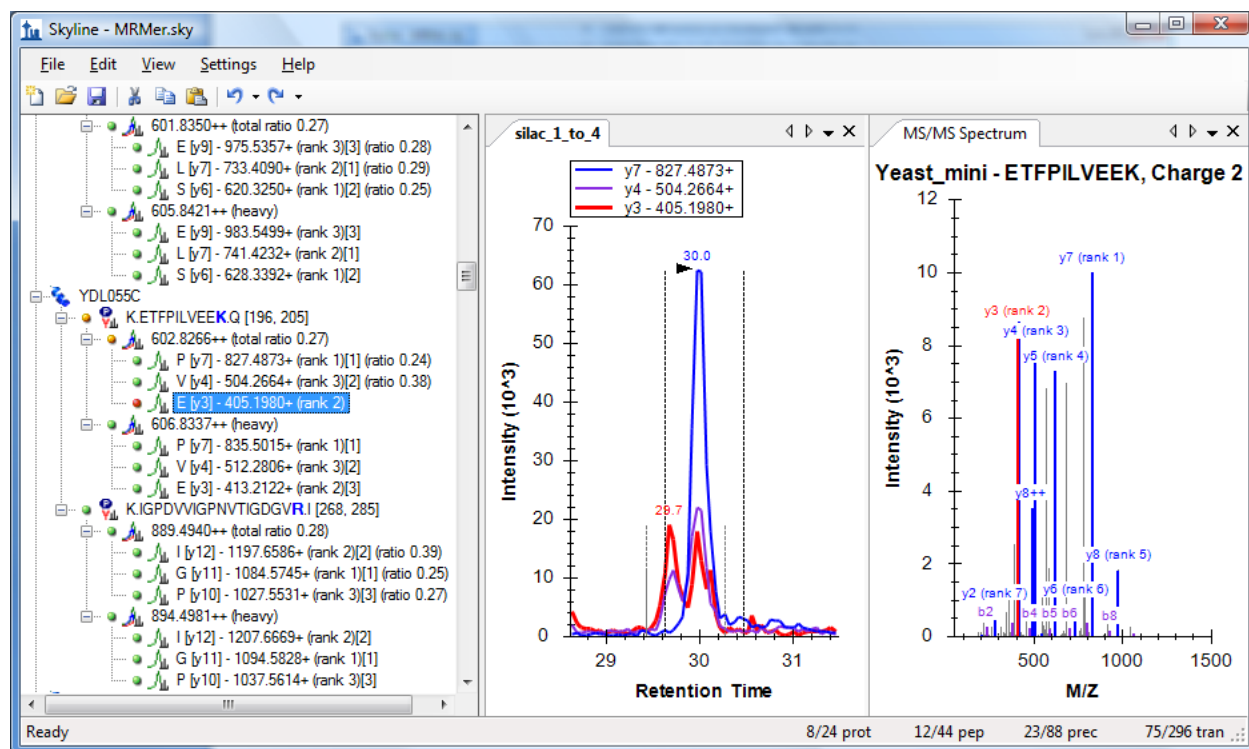 Skyline - MRMer.sky
File Edit View Settings Help
601.8350++ (total ratio 0.27)
E [y9] - 975.5357+ (rank 3)[3] (ratio 0.28)
L [y7] - 733.4090+ (rank 2)[1] (ratio 0.29)
S [y6] - 620.3250+ (rank 1)[2] (ratio 0.25)
605.8421++ (heavy)
E [y9] - 983.5499+ (rank 3)[3]
L [y7] - 741.4232+ (rank 2)[1]
S [y6] - 628.3392+ (rank 1)[2]
YDL055C
K.ETFPILVEEK.Q [196, 205]
602.8266++ (total ratio 0.27)
P [y7] - 827.4873+ (rank 1)[1] (ratio 0.24)
V [y4] - 504.2664+ (rank 3)[2] (ratio 0.38)
E [y3] - 405.1980+ (rank 2)
606.8337++ (heavy)
P [y7] - 835.5015+ (rank 1)[1]
V [y4] - 512.2806+ (rank 3)[2]
E [y3] - 413.2122+ (rank 2)[3]
K.IGPDVVIGPNVTIGDGVR.I [268, 285]
889.4940++ (total ratio 0.28)
I [y12] - 1197.6586+ (rank 2)[2] (ratio 0.39)
G [y11] - 1084.5745+ (rank 1)[1] (ratio 0.25)
P [y10] - 1027.5531+ (rank 3)[3] (ratio 0.27)
894.4981++ (heavy)
I [y12] - 1207.6669+ (rank 2)[2]
G [y11] - 1094.5828+ (rank 1)[1]
P [y10] - 1037.5614+ (rank 3)[3]
silac_1_to_4
y7 - 827.4873+
y4 - 504.2664+
y3 - 405.1980+
70
60
50
40
30
20
10
0
Intensity (10^3)
30.0
29.7
29 30 31
Retention Time
MS/MS Spectrum
Yeast_mini - ETFPILVEEK, Charge 2
12
10
8
6
4
2
0
Intensity (10^3)
y7 (rank 1)
y3 (rank 2)
y4 (rank 3)
y5 (rank 4)
y8++
y8 (rank 5)
y2 (rank 7) y6 (rank 6)
b2 b4 b5 b6 b8
500 1000 1500
M/Z
Ready 8/24 prot 12/44 pep 23/88 prec 75/296 tran